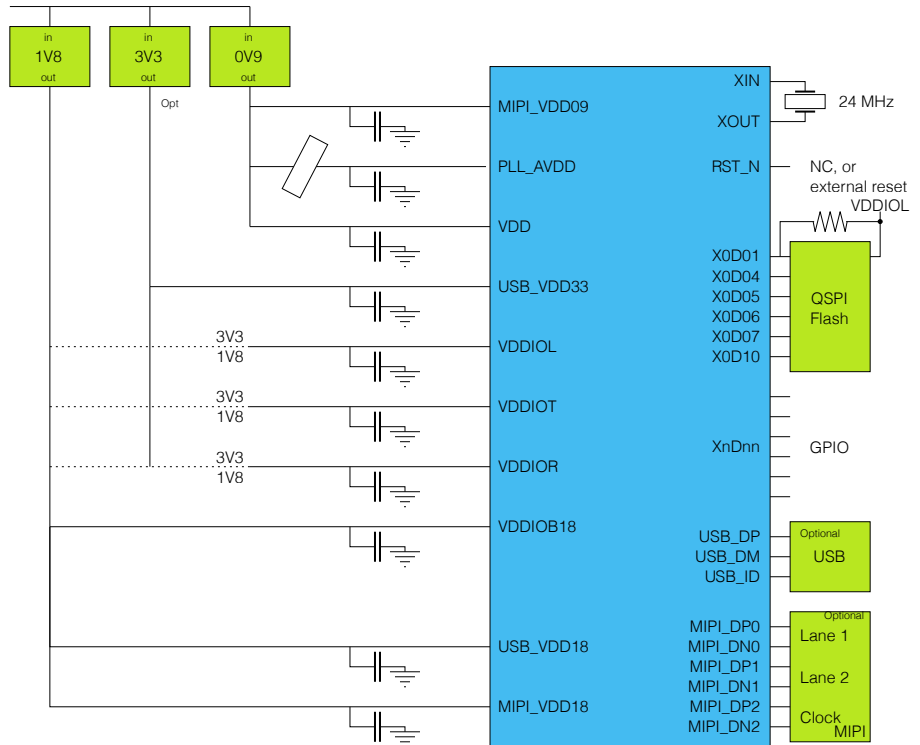 in
1V8
out
in
3V3
out
in
0V9
out
Opt
MIPI_VDD09
PLL_AVDD
VDD
USB_VDD33
3V3
1V8
VDDIOL
3V3
1V8
VDDIOT
3V3
1V8
VDDIOR
VDDIOB18
USB_VDD18
MIPI_VDD18
XIN
XOUT
24 MHz
RST_N
NC, or
external reset
VDDIOL
X0D01
X0D04
X0D05
X0D06
X0D07
X0D10
QSPI
Flash
XnDnn
GPIO
USB_DP
USB_DM
USB_ID
Optional
USB
MIPI_DP0
MIPI_DN0
MIPI_DP1
MIPI_DN1
MIPI_DP2
MIPI_DN2
Optional
Lane 1
Lane 2
Clock
MIPI